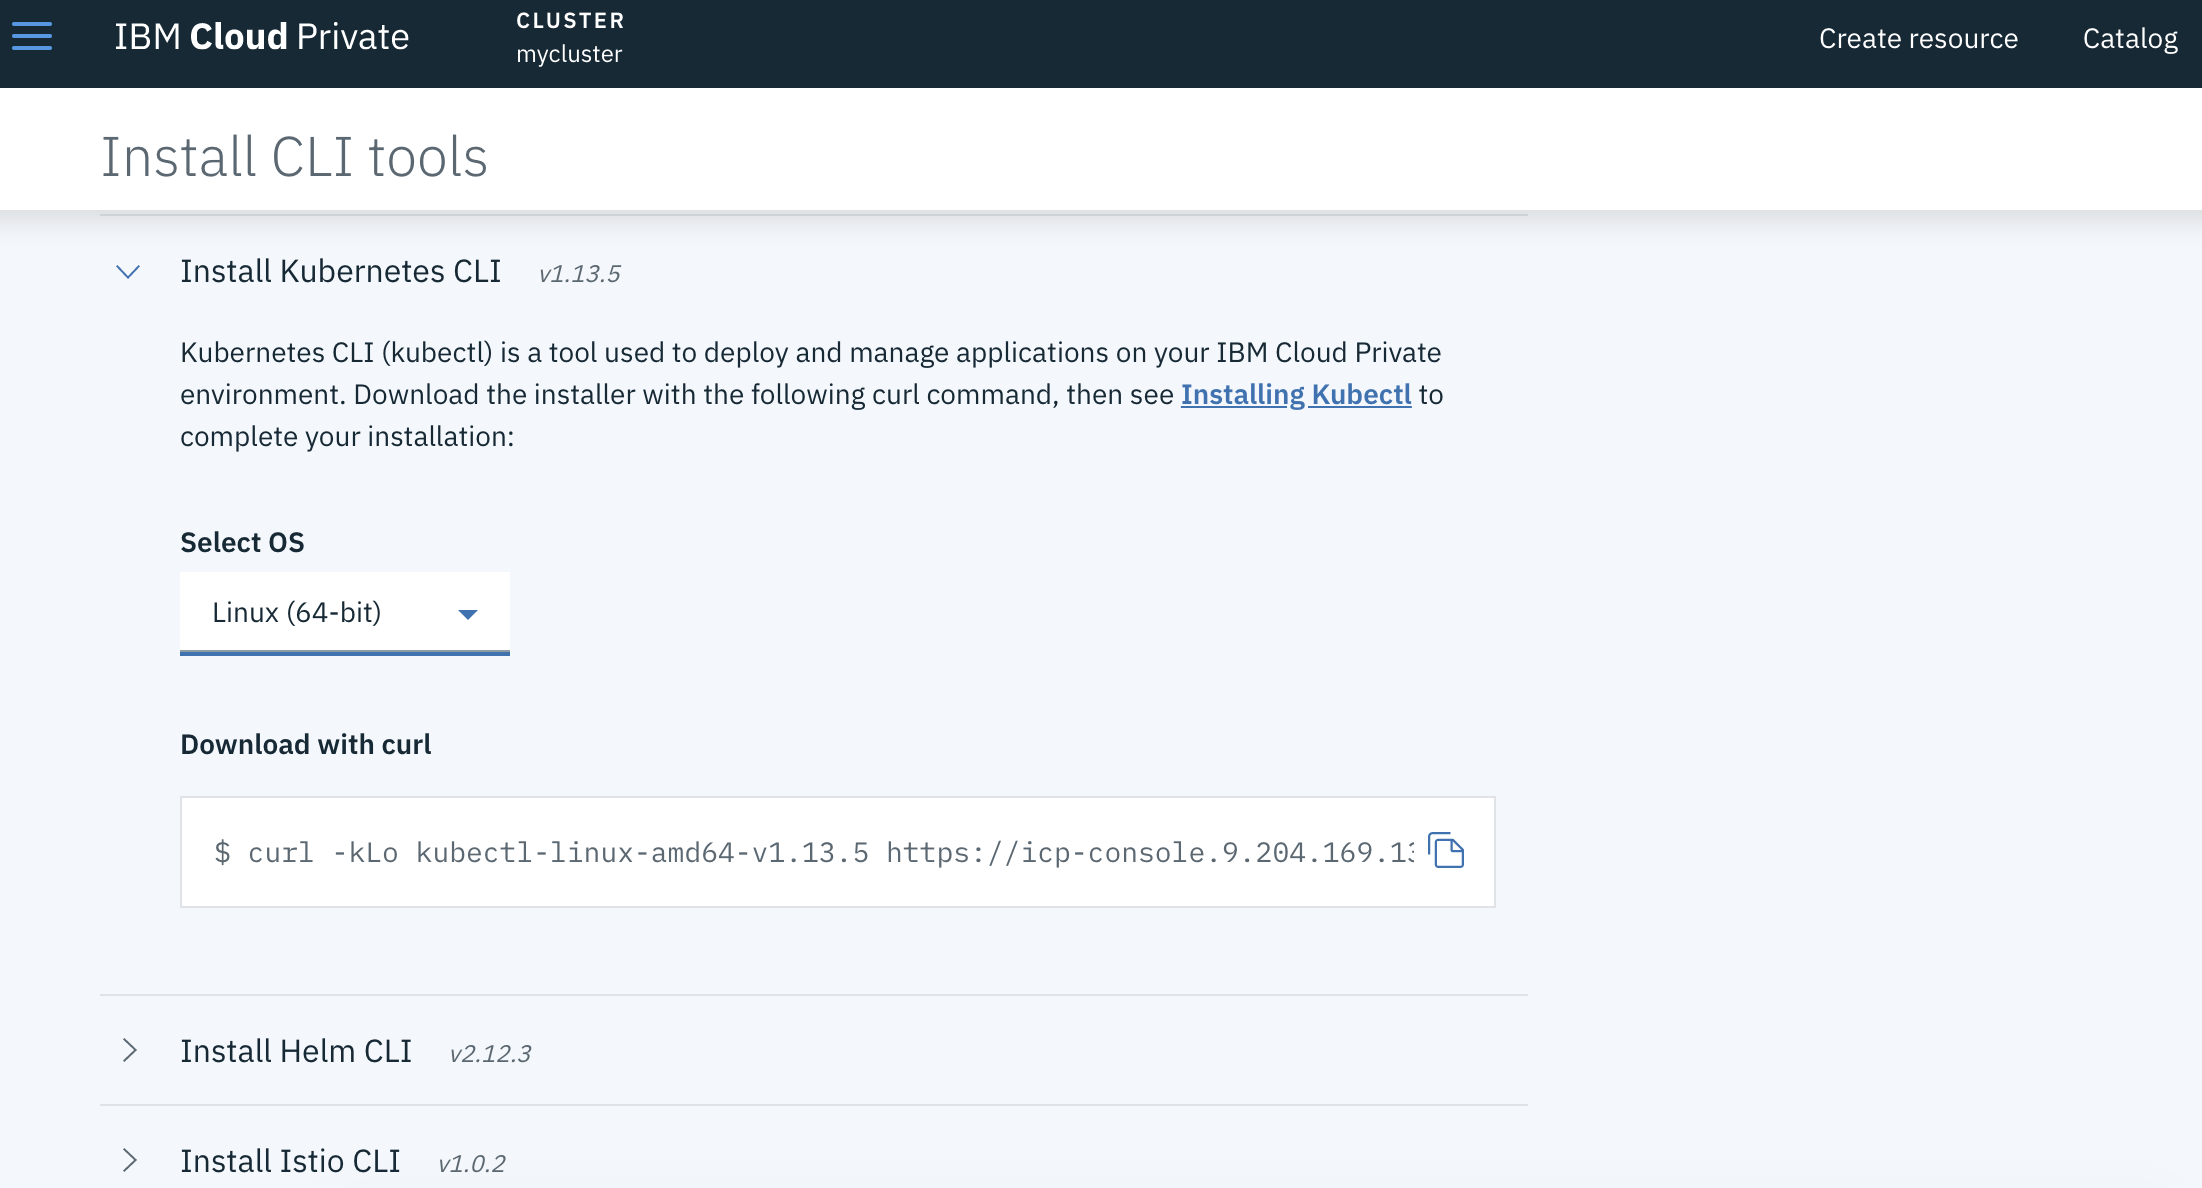 IBM Cloud Private
CLUSTER
mycluster
Create resource
Catalog
Install CLI tools
Install Kubernetes CLI v1.13.5
Kubernetes CLI (kubectl) is a tool used to deploy and manage applications on your IBM Cloud Private
environment. Download the installer with the following curl command, then see Installing Kubectl to
complete your installation:
Select OS
Linux (64-bit)
Download with curl
$ curl -kLo kubectl-linux-amd64-v1.13.5 https://icp-console.9.204.169.13
Install Helm CLI v2.12.3
Install Istio CLI v1.0.2